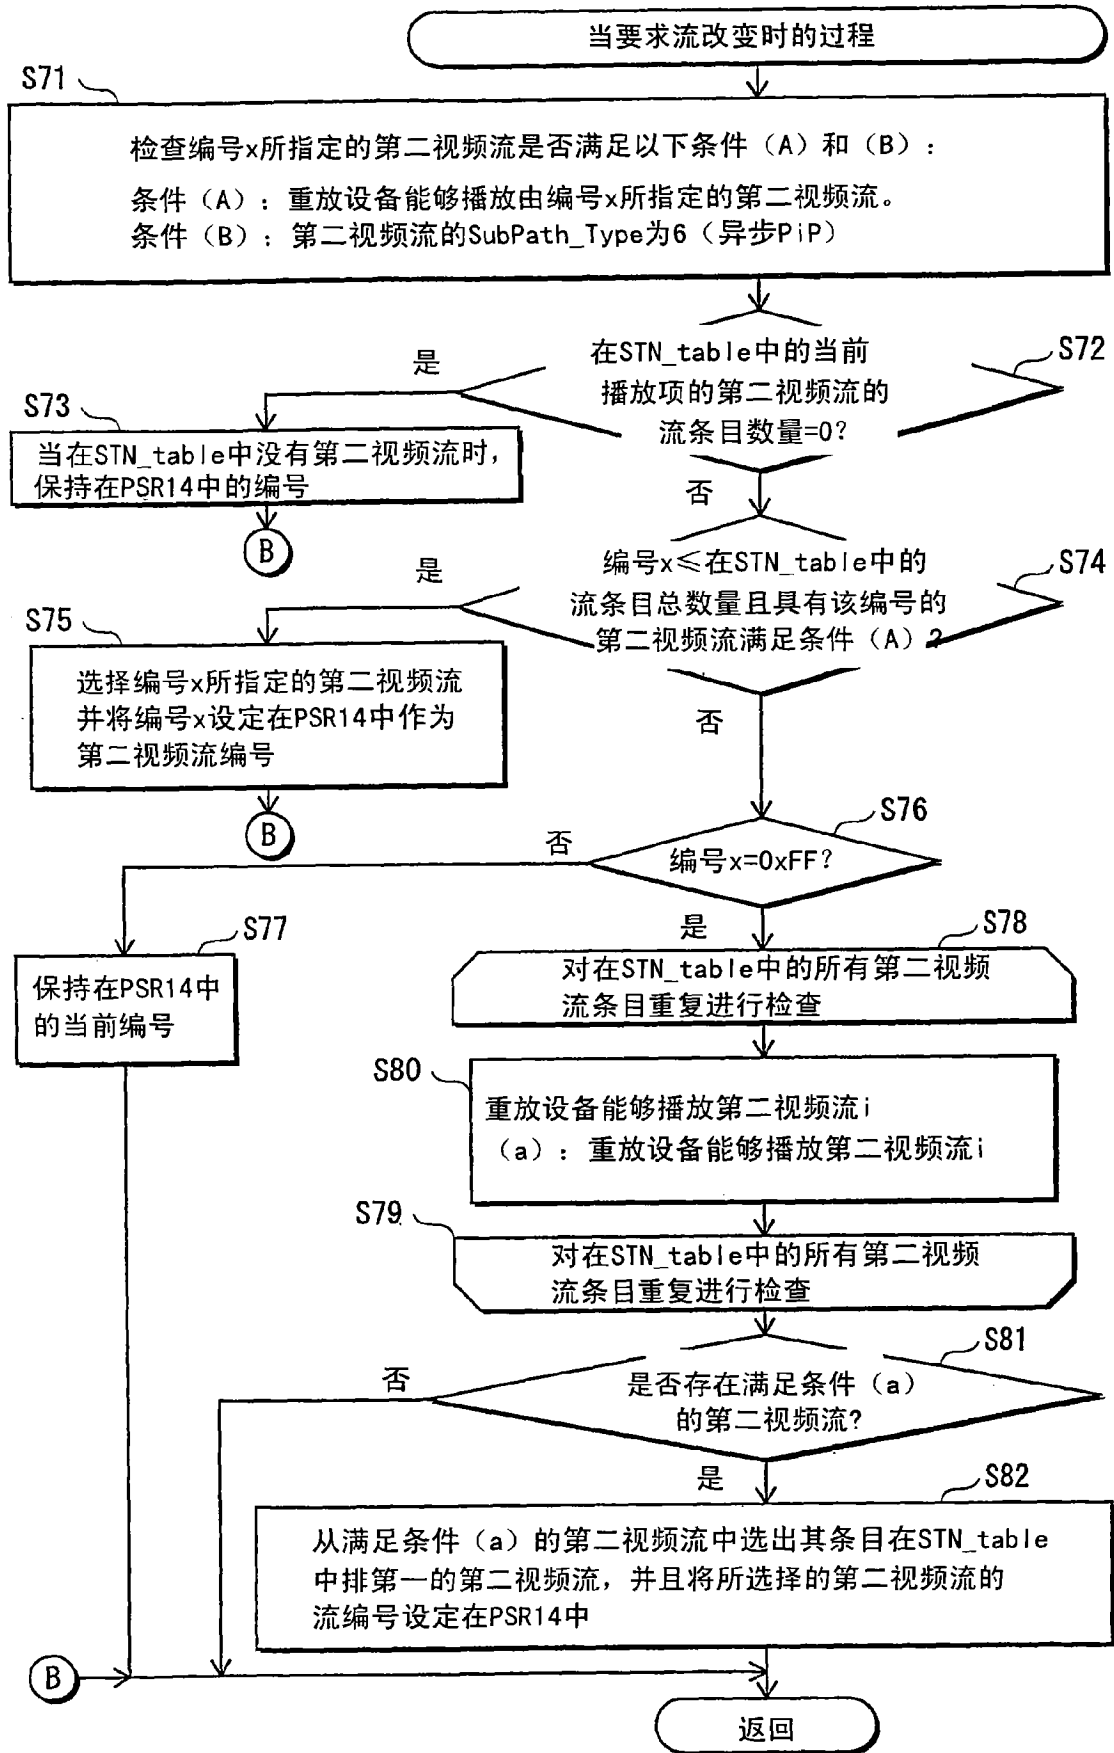 当要求流改变时的过程
S71
检查编号x所指定的第二视频流是否满足以下条件（A）和（B）：
条件（A）：重放设备能够播放由编号x所指定的第二视频流。
条件（B）：第二视频流的SubPath_Type为6（异步PiP）
S72
在STN_table中的当前
播放项的第二视频流的
流条目数量=0？
是
S73
当在STN_table中没有第二视频流时，
保持在PSR14中的编号
B
否
S74
编号x≤在STN_table中的
流条目总数量且具有该编号的
第二视频流满足条件（A）？
是
S75
选择编号x所指定的第二视频流
并将编号x设定在PSR14中作为
第二视频流编号
B
否
S76
编号x=0xFF？
否
S77
保持在PSR14中
的当前编号
是
S78
对在STN_table中的所有第二视频
流条目重复进行检查
S80
重放设备能够播放第二视频流i
（a）：重放设备能够播放第二视频流i
S79
对在STN_table中的所有第二视频
流条目重复进行检查
S81
是否存在满足条件（a）
的第二视频流？
否
是
S82
从满足条件（a）的第二视频流中选出其条目在STN_table
中排第一的第二视频流，并且将所选择的第二视频流的
流编号设定在PSR14中
B
返回